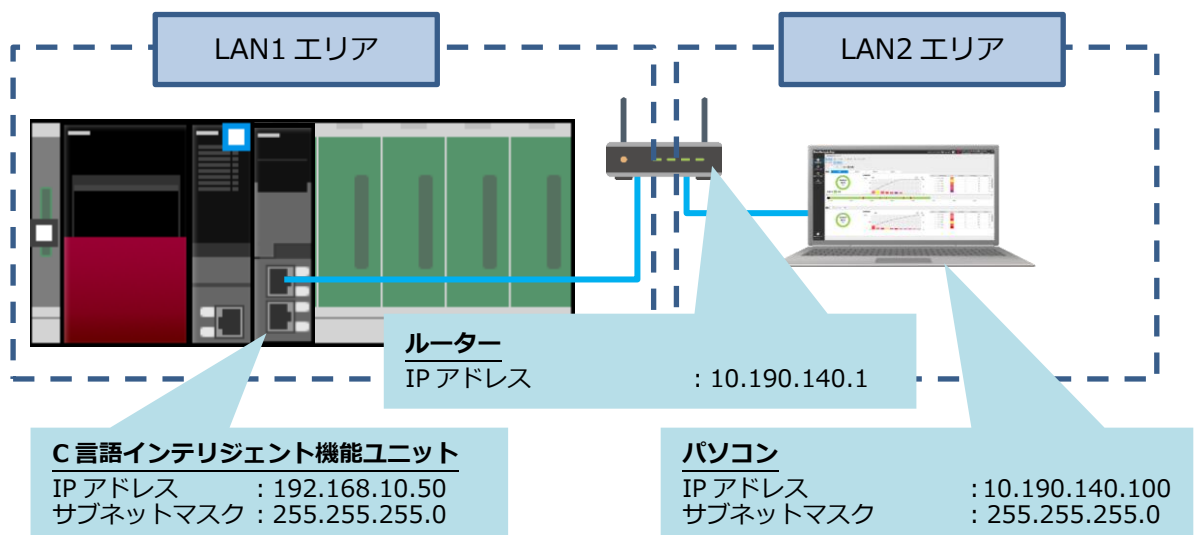 LAN1 エリア
LAN2 エリア
ルーター
IP アドレス : 10.190.140.1
C 言語インテリジェント機能ユニット
IP アドレス : 192.168.10.50
サブネットマスク : 255.255.255.0
パソコン
IP アドレス : 10.190.140.100
サブネットマスク : 255.255.255.0